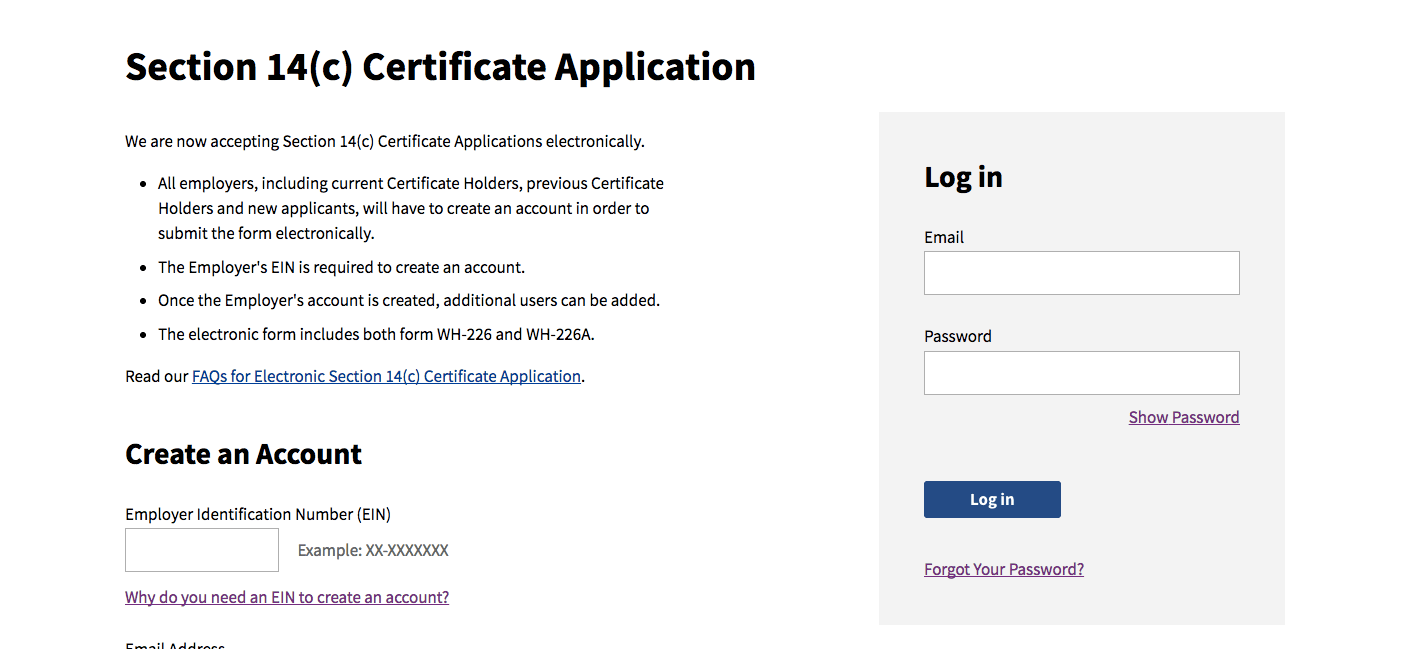 Section 14(c) Certificate Application
We are now accepting Section 14(c) Certificate Applications electronically.
All employers, including current Certificate Holders, previous Certificate
Holders and new applicants, will have to create an account in order to
submit the form electronically.
The Employer's EIN is required to create an account.
Once the Employer's account is created, additional users can be added.
The electronic form includes both form WH-226 and WH-226A.
Read our FAQs for Electronic Section 14(c) Certificate Application.
Create an Account
Employer Identification Number (EIN)
Example: XX-XXXXXXX
Why do you need an EIN to create an account?
Email Address
Log in
Email
Password
Show Password
Log in
Forgot Your Password?